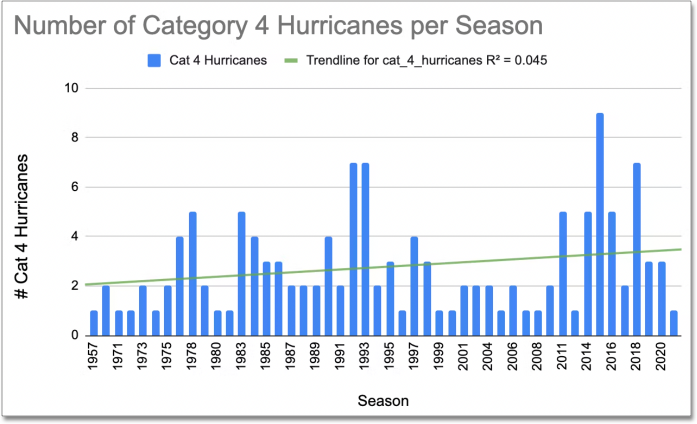 Number of Category 4 Hurricanes per Season
Cat 4 Hurricanes Trendline for cat_4_hurricanes R² = 0.045
# Cat 4 Hurricanes
10
8
6
4
2
0
1957 1971 1973 1975 1978 1980 1983 1985 1987 1989 1991 1993 1995 1997 1999 2001 2004 2006 2008 2011 2014 2016 2018 2020
Season